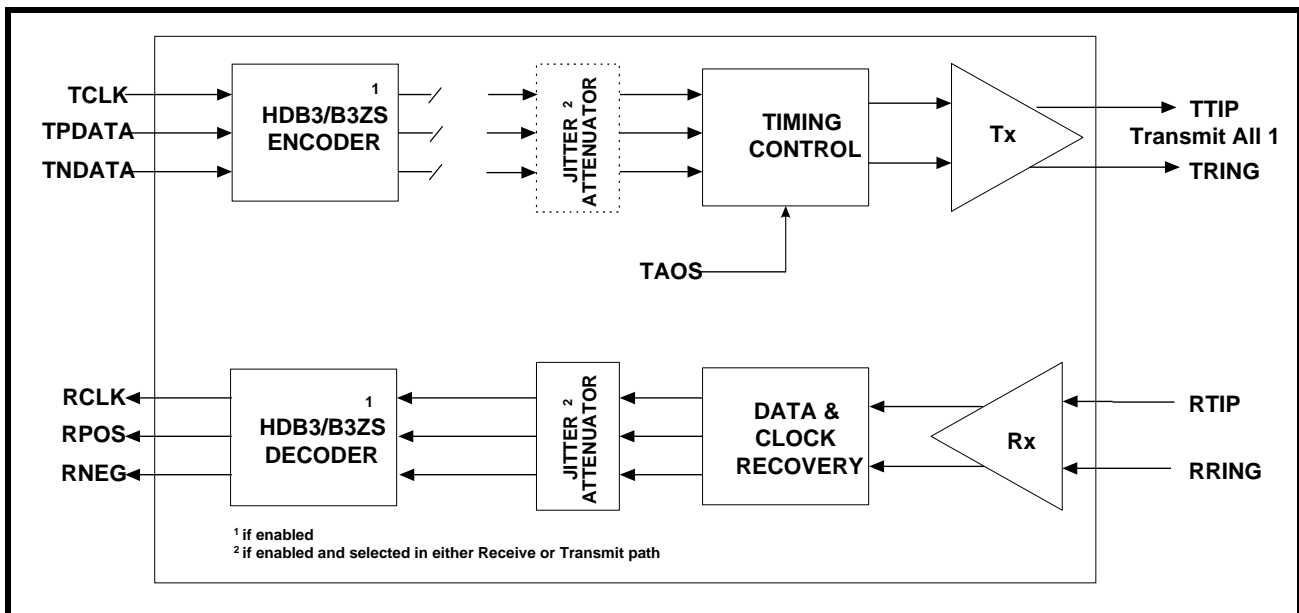 TCLK
TPDATA
TNDATA
1
HDB3/B3ZS
ENCODER
JITTER 2
ATTENUATOR
TIMING
CONTROL
Tx
TTIP
Transmit All 1
TRING
TAOS
RCLK
RPOS
RNEG
1
HDB3/B3ZS
DECODER
JITTER 2
ATTENUATOR
DATA &
CLOCK
RECOVERY
Rx
RTIP
RRING
1 if enabled
2 if enabled and selected in either Receive or Transmit path